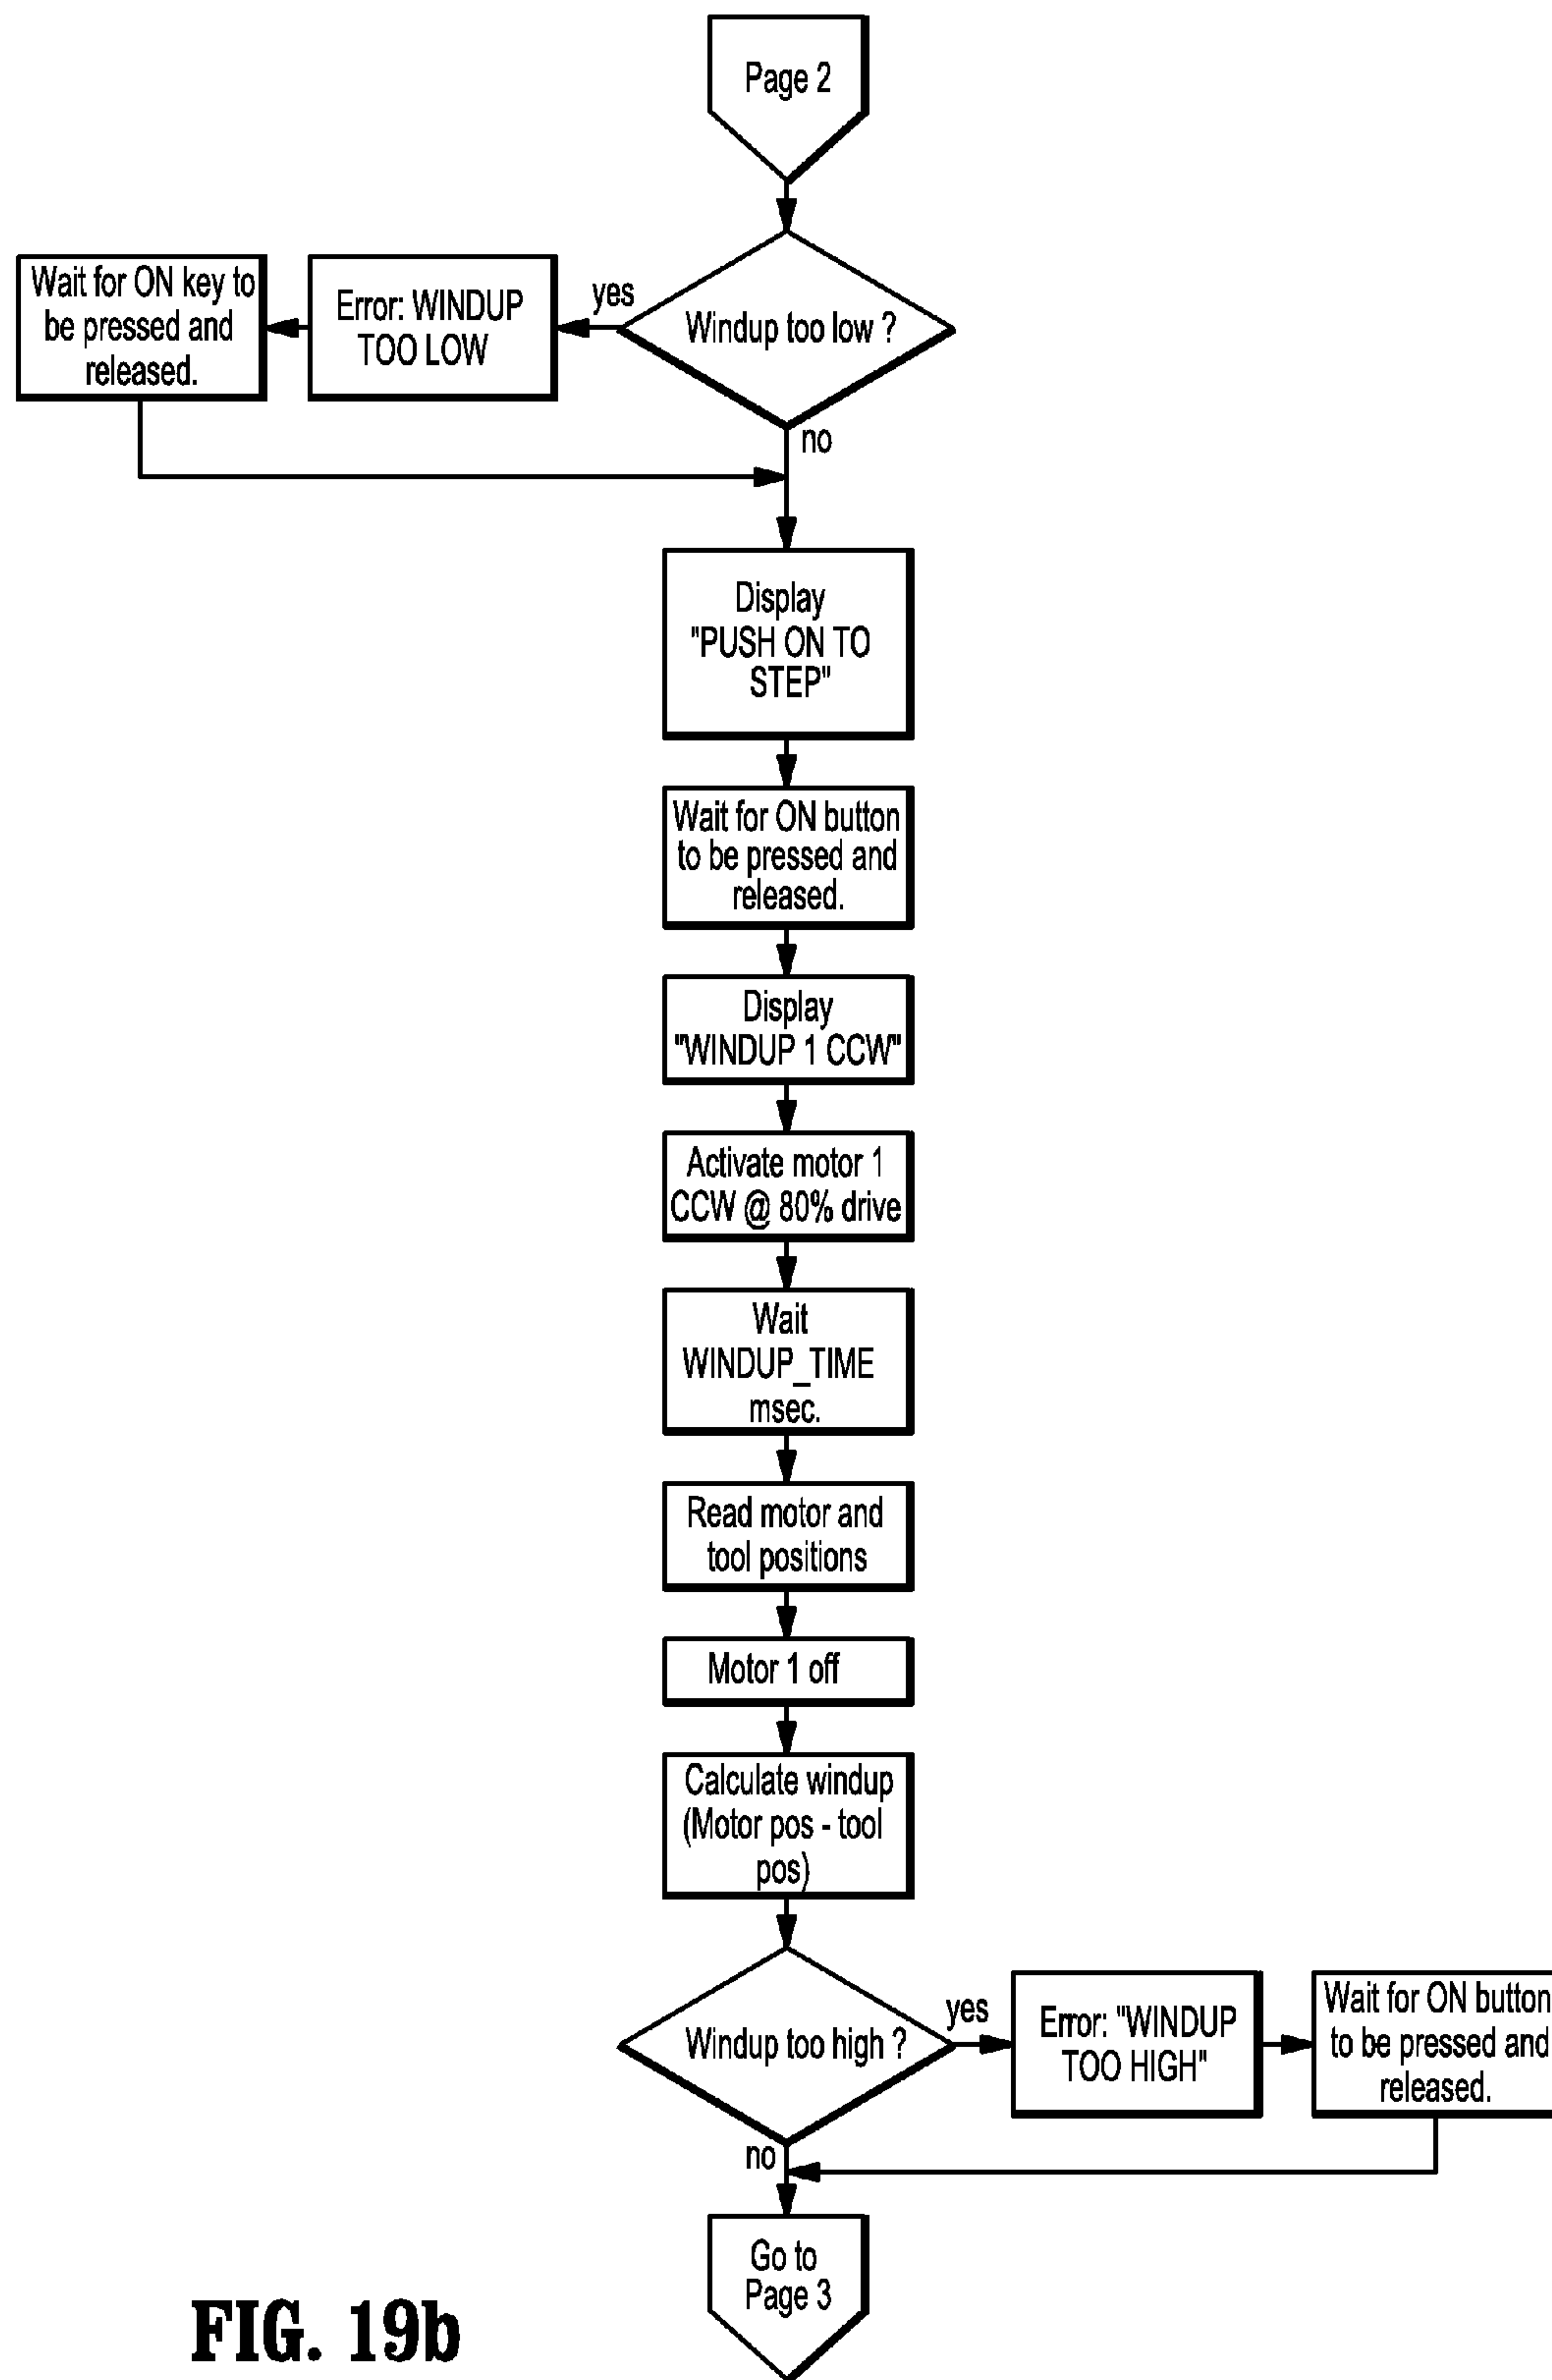 Page 2
Windup too low ?
yes
Error: WINDUP
TOO LOW
Wait for ON key to
be pressed and
released.
no
Display
"PUSH ON TO
STEP"
Wait for ON button
to be pressed and
released.
Display
"WINDUP 1 CCW"
Activate motor 1
CCW @ 80% drive
Wait
WINDUP_TIME
msec.
Read motor and
tool positions
Motor 1 off
Calculate windup
(Motor pos - tool
pos)
Windup too high ?
yes
Error: "WINDUP
TOO HIGH"
Wait for ON button
to be pressed and
released.
no
Go to
Page 3
FIG. 19b